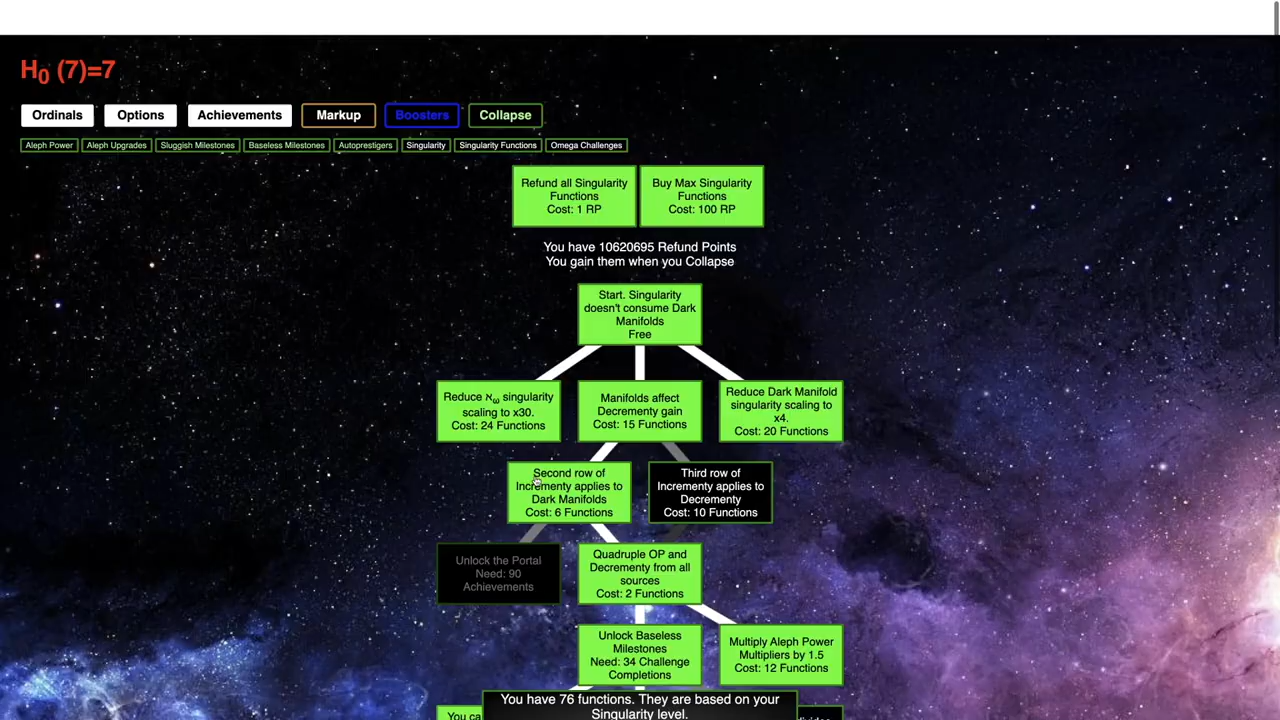 H₀ (7)=7
Ordinals
Options
Achievements
Markup
Boosters
Collapse
Aleph Power
Aleph Upgrades
Sluggish Milestones
Baseless Milestones
Autoprestigers
Singularity
Singularity Functions
Omega Challenges
Refund all Singularity
Functions
Cost: 1 RP
Buy Max Singularity
Functions
Cost: 100 RP
You have 10620695 Refund Points
You gain them when you Collapse
Start. Singularity
doesn't consume Dark
Manifolds
Free
Reduce ℵω singularity
scaling to x30.
Cost: 24 Functions
Manifolds affect
Decrementy gain
Cost: 15 Functions
Reduce Dark Manifold
singularity scaling to
x4.
Cost: 20 Functions
Second row of
Incrementy applies to
Dark Manifolds
Cost: 6 Functions
Third row of
Incrementy applies to
Decrementy
Cost: 10 Functions
Unlock the Portal
Need: 90
Achievements
Quadruple OP and
Decrementy from all
sources
Cost: 2 Functions
Unlock Baseless
Milestones
Need: 34 Challenge
Completions
Multiply Aleph Power
Multipliers by 1.5
Cost: 12 Functions
You ca
You have 76 functions. They are based on your
Singularity level.